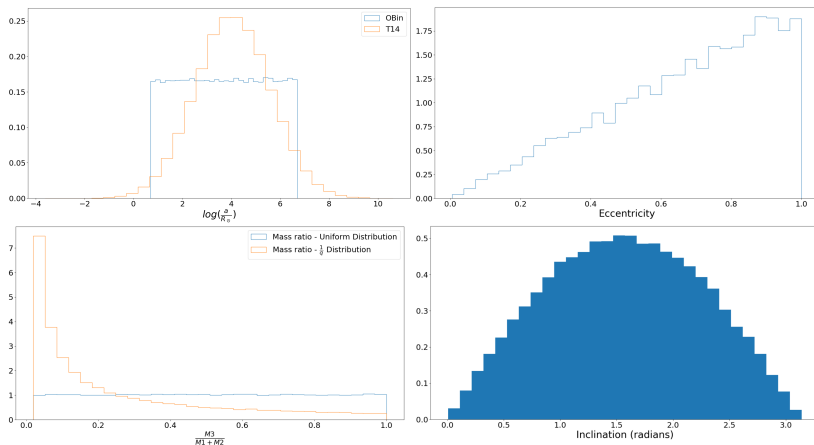 OBin
T14
0.25
0.20
0.15
0.10
0.05
0.00
−4 −2 0 2 4 6 8 10
log(a/R⊙)
1.75
1.50
1.25
1.00
0.75
0.50
0.25
0.00
0.0 0.2 0.4 0.6 0.8 1.0
Eccentricity
Mass ratio - Uniform Distribution
Mass ratio - 1/q Distribution
7
6
5
4
3
2
1
0
0.0 0.2 0.4 0.6 0.8 1.0
M3
M1+M2
0.5
0.4
0.3
0.2
0.1
0.0
0.0 0.5 1.0 1.5 2.0 2.5 3.0
Inclination (radians)